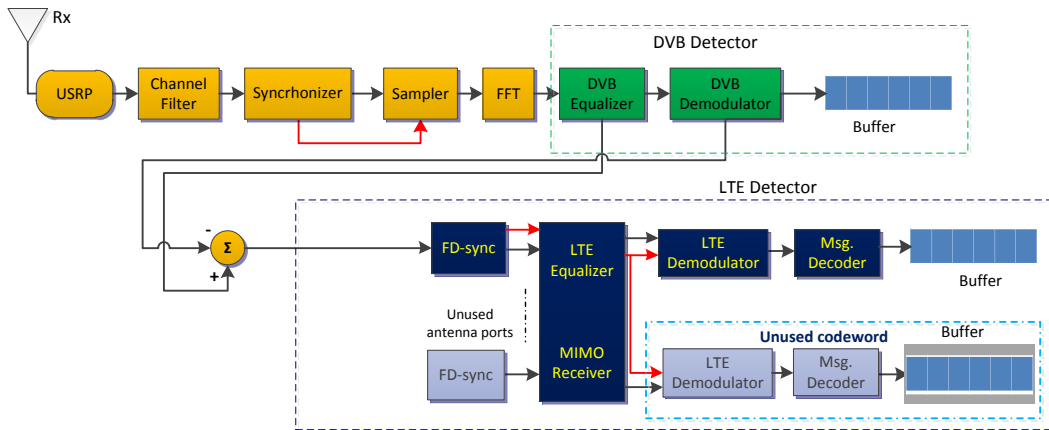 Rx
DVB Detector
USRP
Channel
Filter
Syncrhonizer
Sampler
FFT
DVB
Equalizer
DVB
Demodulator
Buffer
LTE Detector
-
Σ
+
FD-sync
LTE
Equalizer
LTE
Demodulator
Msg.
Decoder
Buffer
Unused
antenna ports
FD-sync
MIMO
Receiver
Unused codeword
Buffer
LTE
Demodulator
Msg.
Decoder